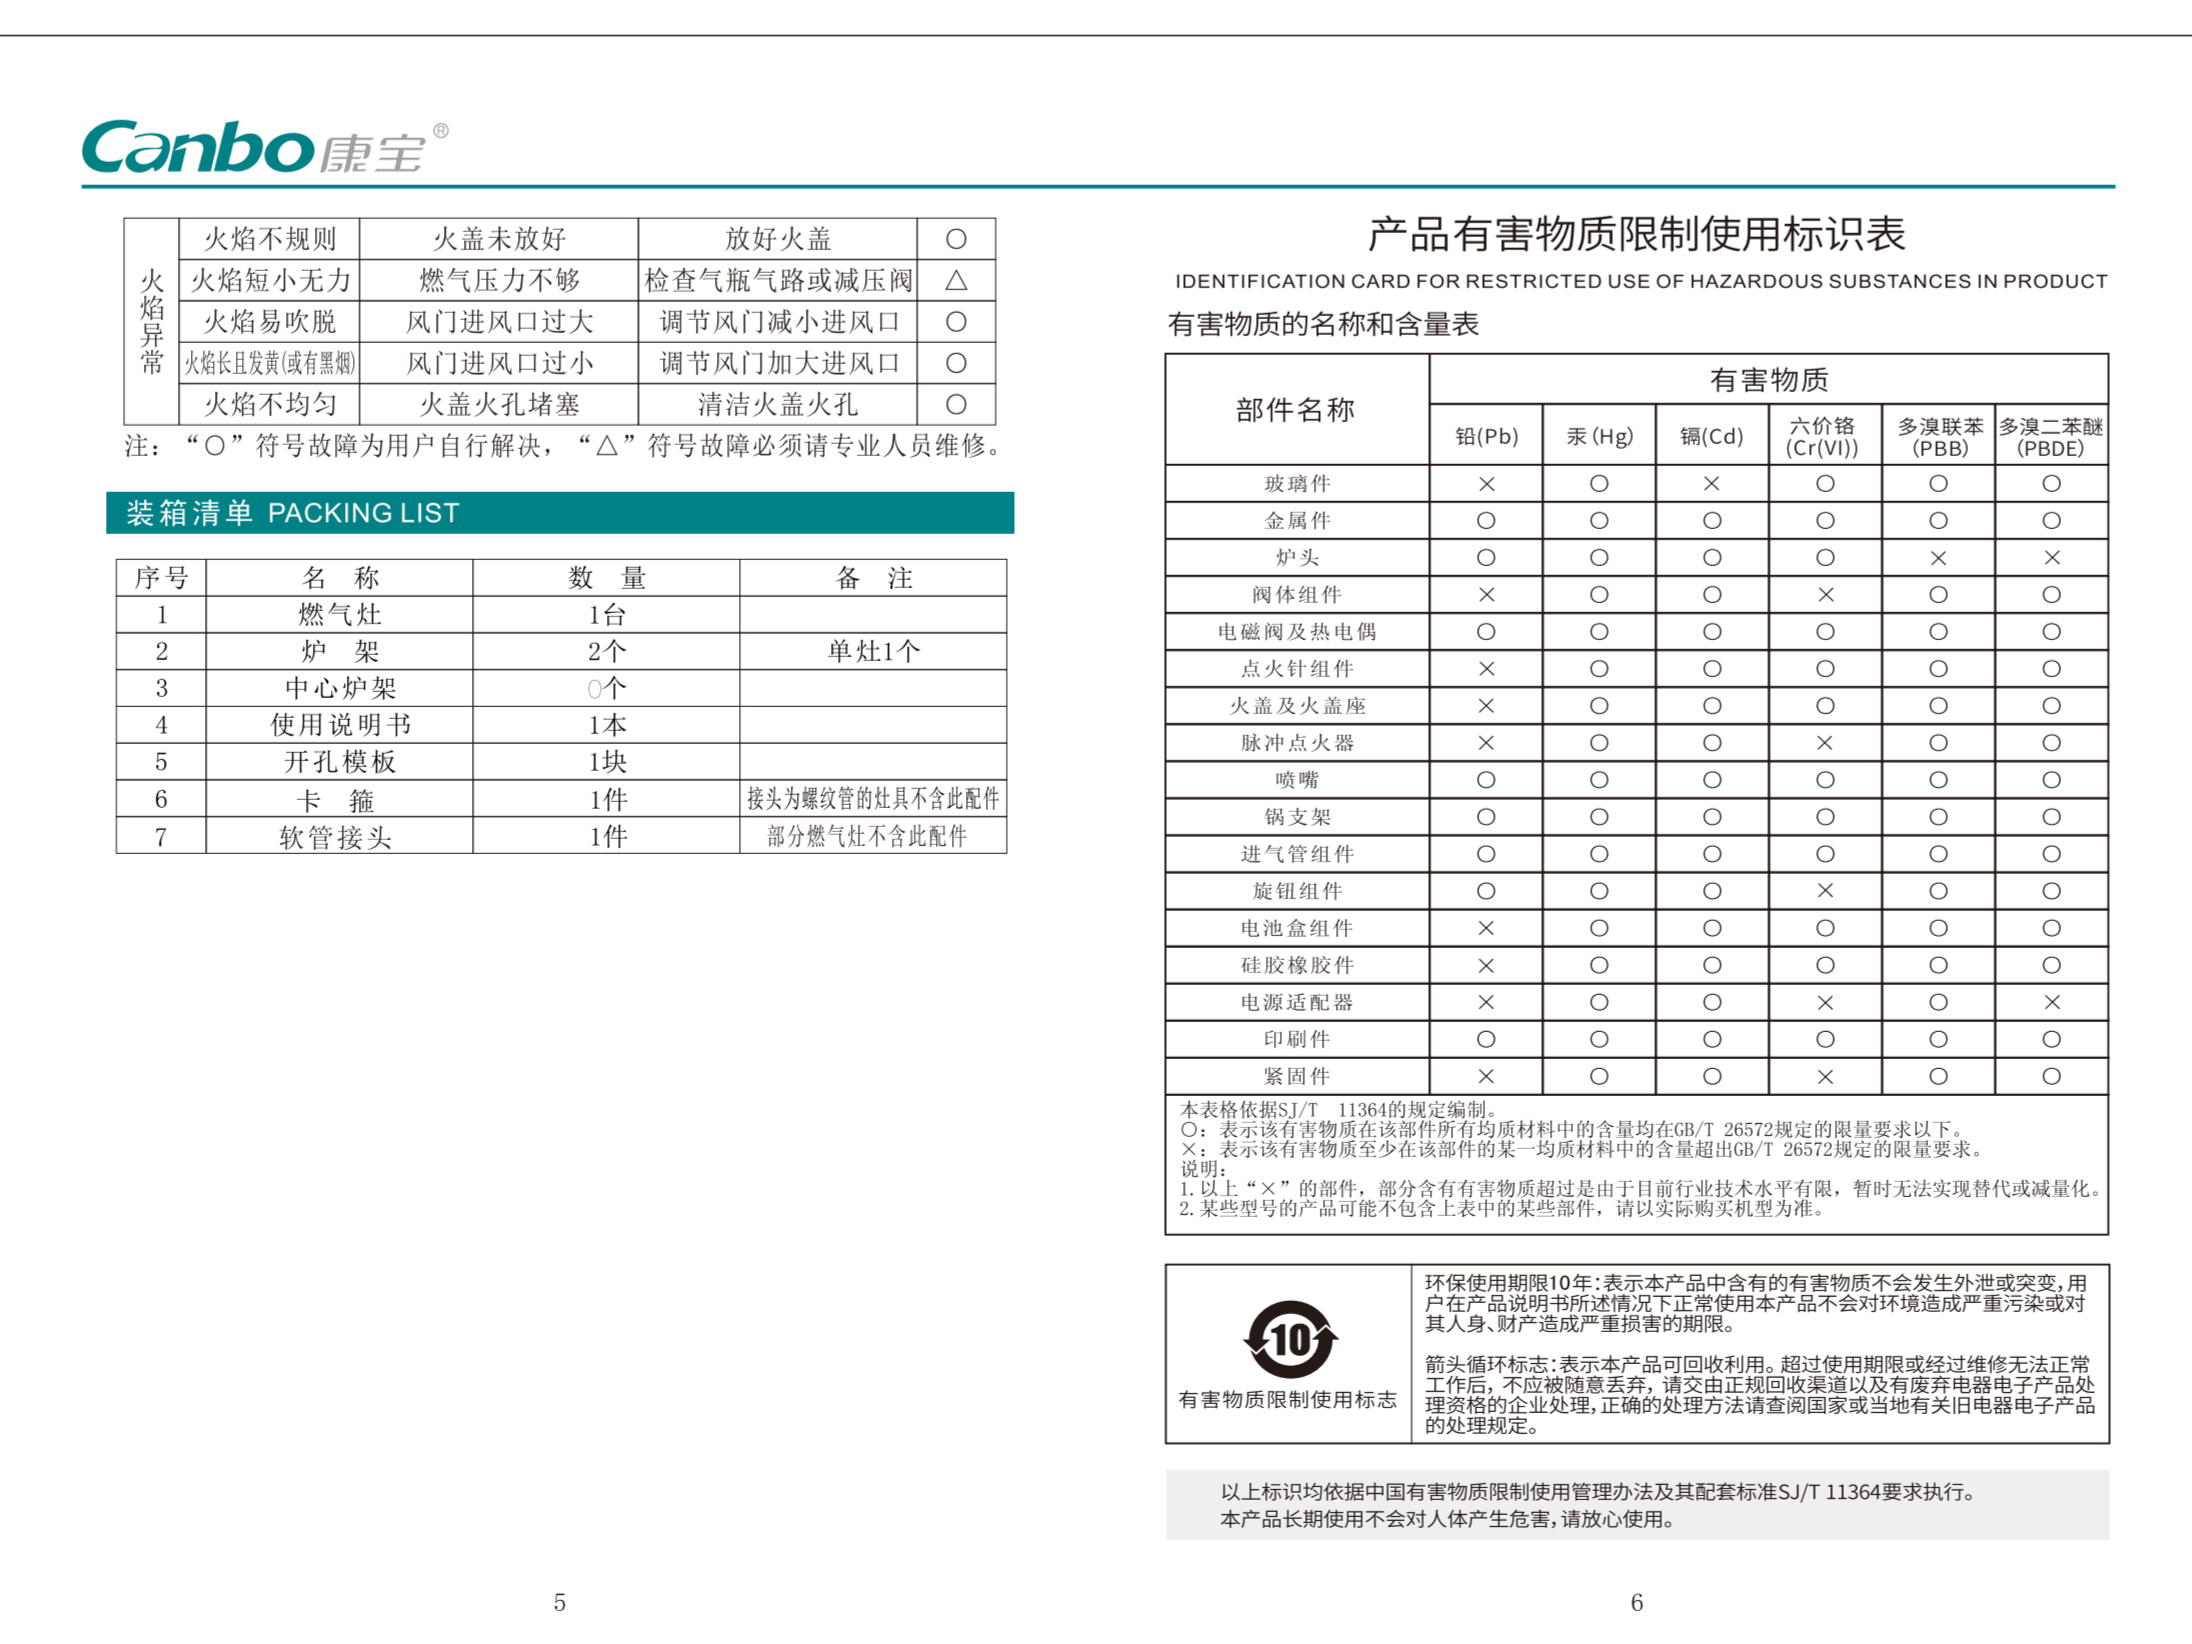 Canbo康宝®
火焰异常
火焰不规则 火盖未放好 放好火盖 ○
火焰短小无力 燃气压力不够 检查气瓶气路或减压阀 △
火焰易吹脱 风门进风口过大 调节风门减小进风口 ○
火焰长且发黄(或有黑烟) 风门进风口过小 调节风门加大进风口 ○
火焰不均匀 火盖火孔堵塞 清洁火盖火孔 ○
注：“○”符号故障为用户自行解决，“△”符号故障必须请专业人员维修。
装箱清单 PACKING LIST
序号 名 称 数 量 备 注
1 燃气灶 1台
2 炉 架 2个 单灶1个
3 中心炉架 0个
4 使用说明书 1本
5 开孔模板 1块
6 卡 箍 1件 接头为螺纹管的灶具不含此配件
7 软管接头 1件 部分燃气灶不含此配件
5
产品有害物质限制使用标识表
IDENTIFICATION CARD FOR RESTRICTED USE OF HAZARDOUS SUBSTANCES IN PRODUCT
有害物质的名称和含量表
部件名称 有害物质
铅(Pb) 汞(Hg) 镉(Cd) 六价铬(Cr(VI)) 多溴联苯(PBB) 多溴二苯醚(PBDE)
玻璃件 × ○ × ○ ○ ○
金属件 ○ ○ ○ ○ ○ ○
炉头 ○ ○ ○ ○ × ×
阀体组件 × ○ ○ × ○ ○
电磁阀及热电偶 ○ ○ ○ ○ ○ ○
点火针组件 × ○ ○ ○ ○ ○
火盖及火盖座 × ○ ○ ○ ○ ○
脉冲点火器 × ○ ○ × ○ ○
喷嘴 ○ ○ ○ ○ ○ ○
锅支架 ○ ○ ○ ○ ○ ○
进气管组件 ○ ○ ○ ○ ○ ○
旋钮组件 ○ ○ ○ × ○ ○
电池盒组件 × ○ ○ ○ ○ ○
硅胶橡胶件 × ○ ○ ○ ○ ○
电源适配器 × ○ ○ × ○ ×
印刷件 ○ ○ ○ ○ ○ ○
紧固件 × ○ ○ × ○ ○
本表格依据SJ/T 11364的规定编制。
○：表示该有害物质在该部件所有均质材料中的含量均在GB/T 26572规定的限量要求以下。
×：表示该有害物质至少在该部件的某一均质材料中的含量超出GB/T 26572规定的限量要求。
说明：
1.以上“×”的部件，部分含有有害物质超过是由于目前行业技术水平有限，暂时无法实现替代或减量化。
2.某些型号的产品可能不包含上表中的某些部件，请以实际购买机型为准。
10
有害物质限制使用标志
环保使用期限10年：表示本产品中含有的有害物质不会发生外泄或突变，用
户在产品说明书所述情况下正常使用本产品不会对环境造成严重污染或对
其人身、财产造成严重损害的期限。
箭头循环标志：表示本产品可回收利用。超过使用期限或经过维修无法正常
工作后，不应被随意丢弃，请交由正规回收渠道以及有废弃电器电子产品处
理资格的企业处理，正确的处理方法请查阅国家或当地有关旧电器电子产品
的处理规定。
以上标识均依据中国有害物质限制使用管理办法及其配套标准SJ/T 11364要求执行。
本产品长期使用不会对人体产生危害，请放心使用。
6